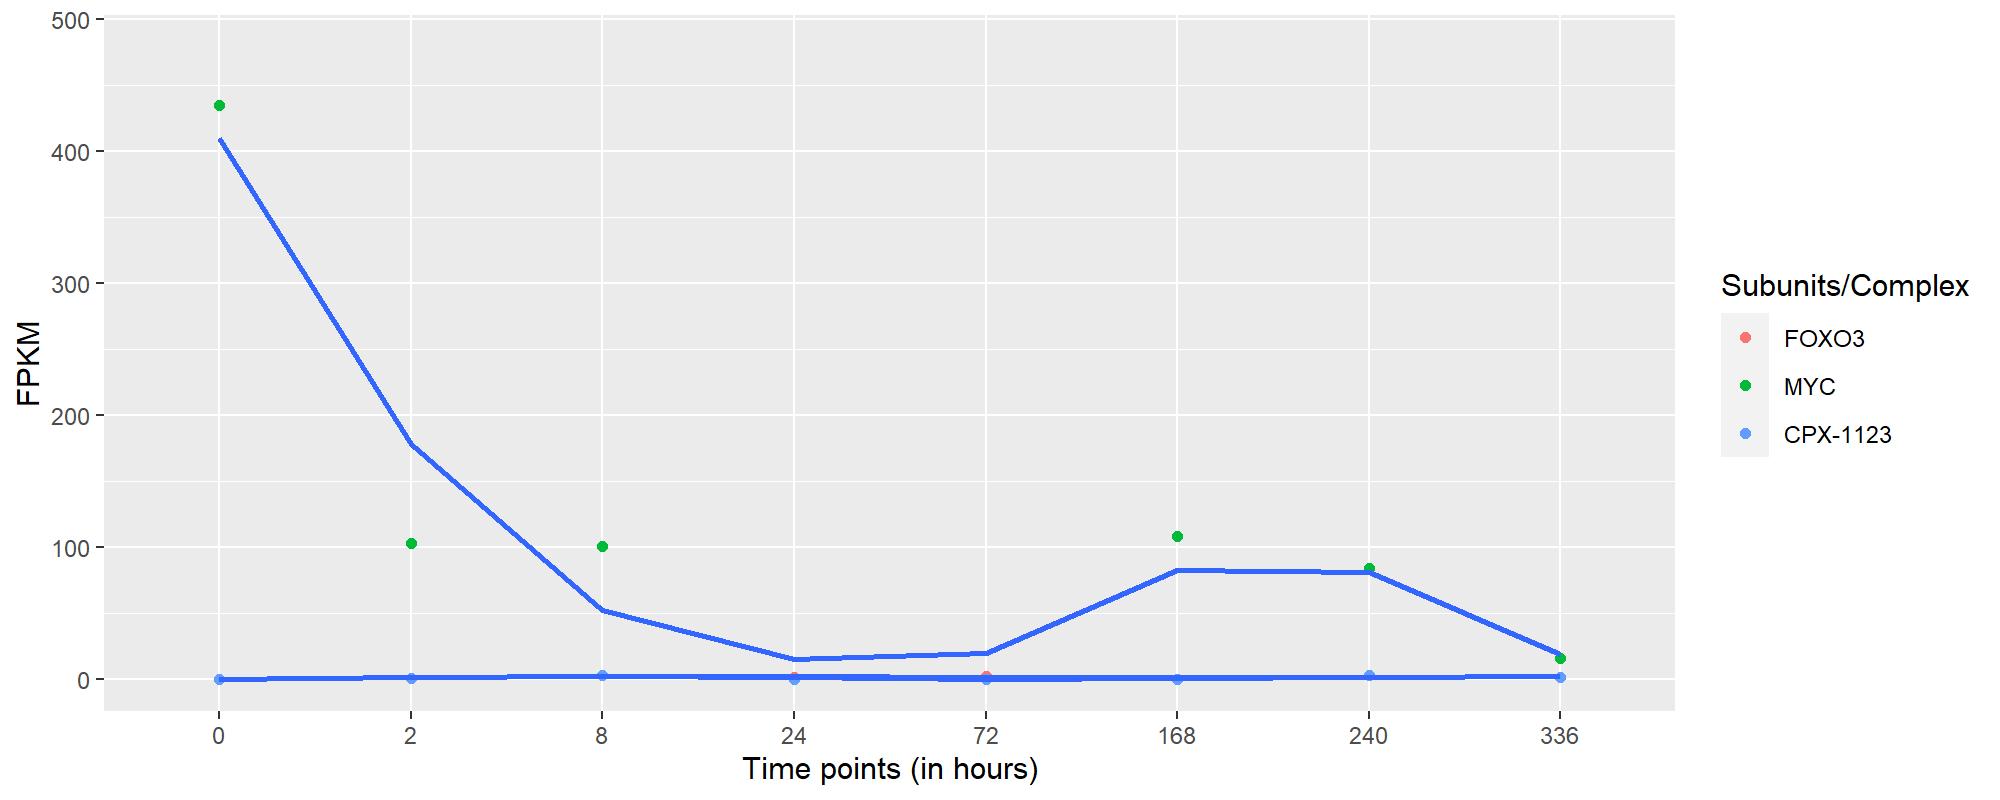 500
400
300
200
100
0
FPKM
0 2 8 24 72 168 240 336
Time points (in hours)
Subunits/Complex
FOXO3
MYC
CPX-1123